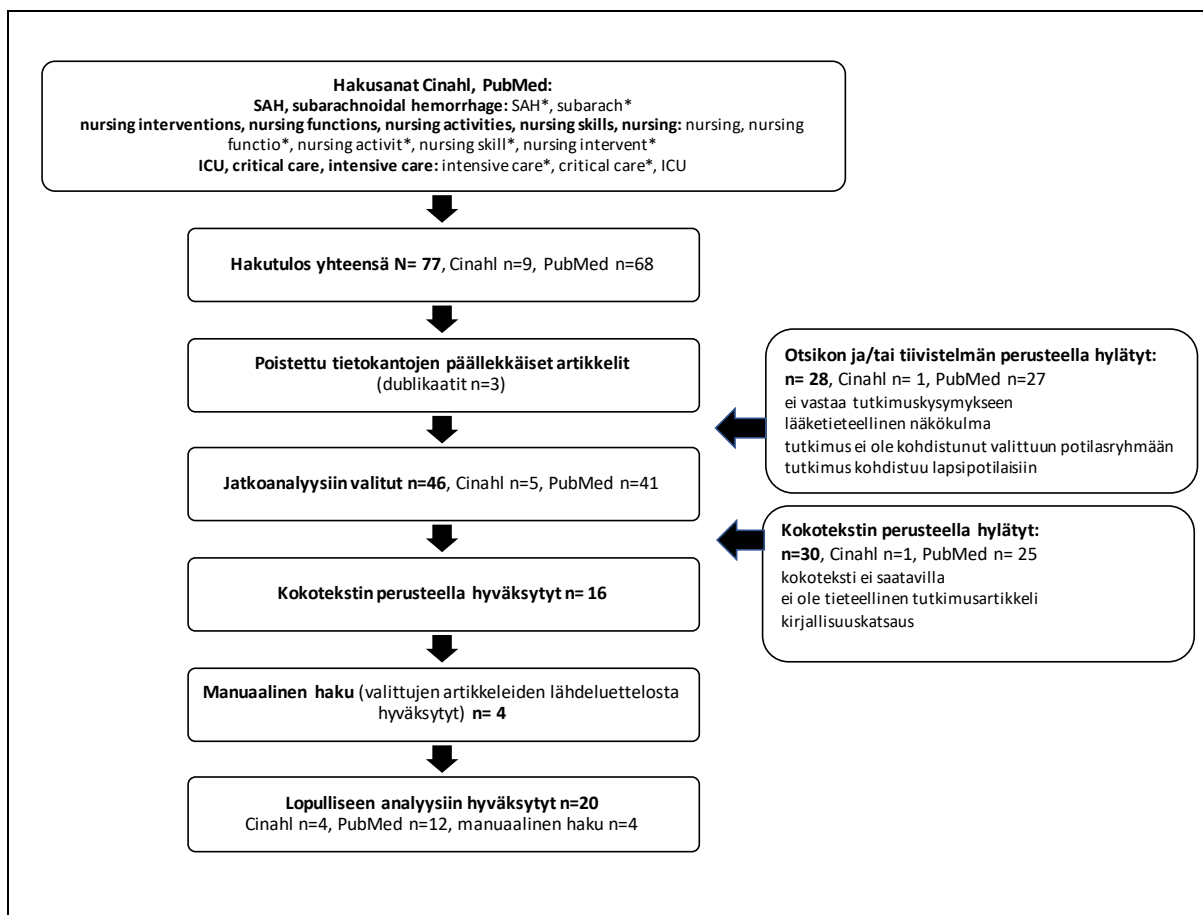 Hakusanat Cinahl, PubMed:
SAH, subarachnoidal hemorrhage: SAH*, subarach*
nursing interventions, nursing functions, nursing activities, nursing skills, nursing: nursing, nursing
functio*, nursing activit*, nursing skill*, nursing intervent*
ICU, critical care, intensive care: intensive care*, critical care*, ICU
Hakutulos yhteensä N= 77, Cinahl n=9, PubMed n=68
Poistettu tietokantojen päällekkäiset artikkelit
(dublikaatit n=3)
Otsikon ja/tai tiivistelmän perusteella hylätyt:
n= 28, Cinahl n= 1, PubMed n=27
ei vastaa tutkimuskysymykseen
lääketieteellinen näkökulma
tutkimus ei ole kohdistunut valittuun potilasryhmään
tutkimus kohdistuu lapsipotilaisiin
Jatkoanalyysiin valitut n=46, Cinahl n=5, PubMed n=41
Kokotekstin perusteella hylätyt:
n=30, Cinahl n=1, PubMed n= 25
kokoteksti ei saatavilla
ei ole tieteellinen tutkimusartikkeli
kirjallisuuskatsaus
Kokotekstin perusteella hyväksytyt n= 16
Manuaalinen haku (valittujen artikkeleiden lähdeluettelosta
hyväksytyt) n= 4
Lopulliseen analyysiin hyväksytyt n=20
Cinahl n=4, PubMed n=12, manuaalinen haku n=4